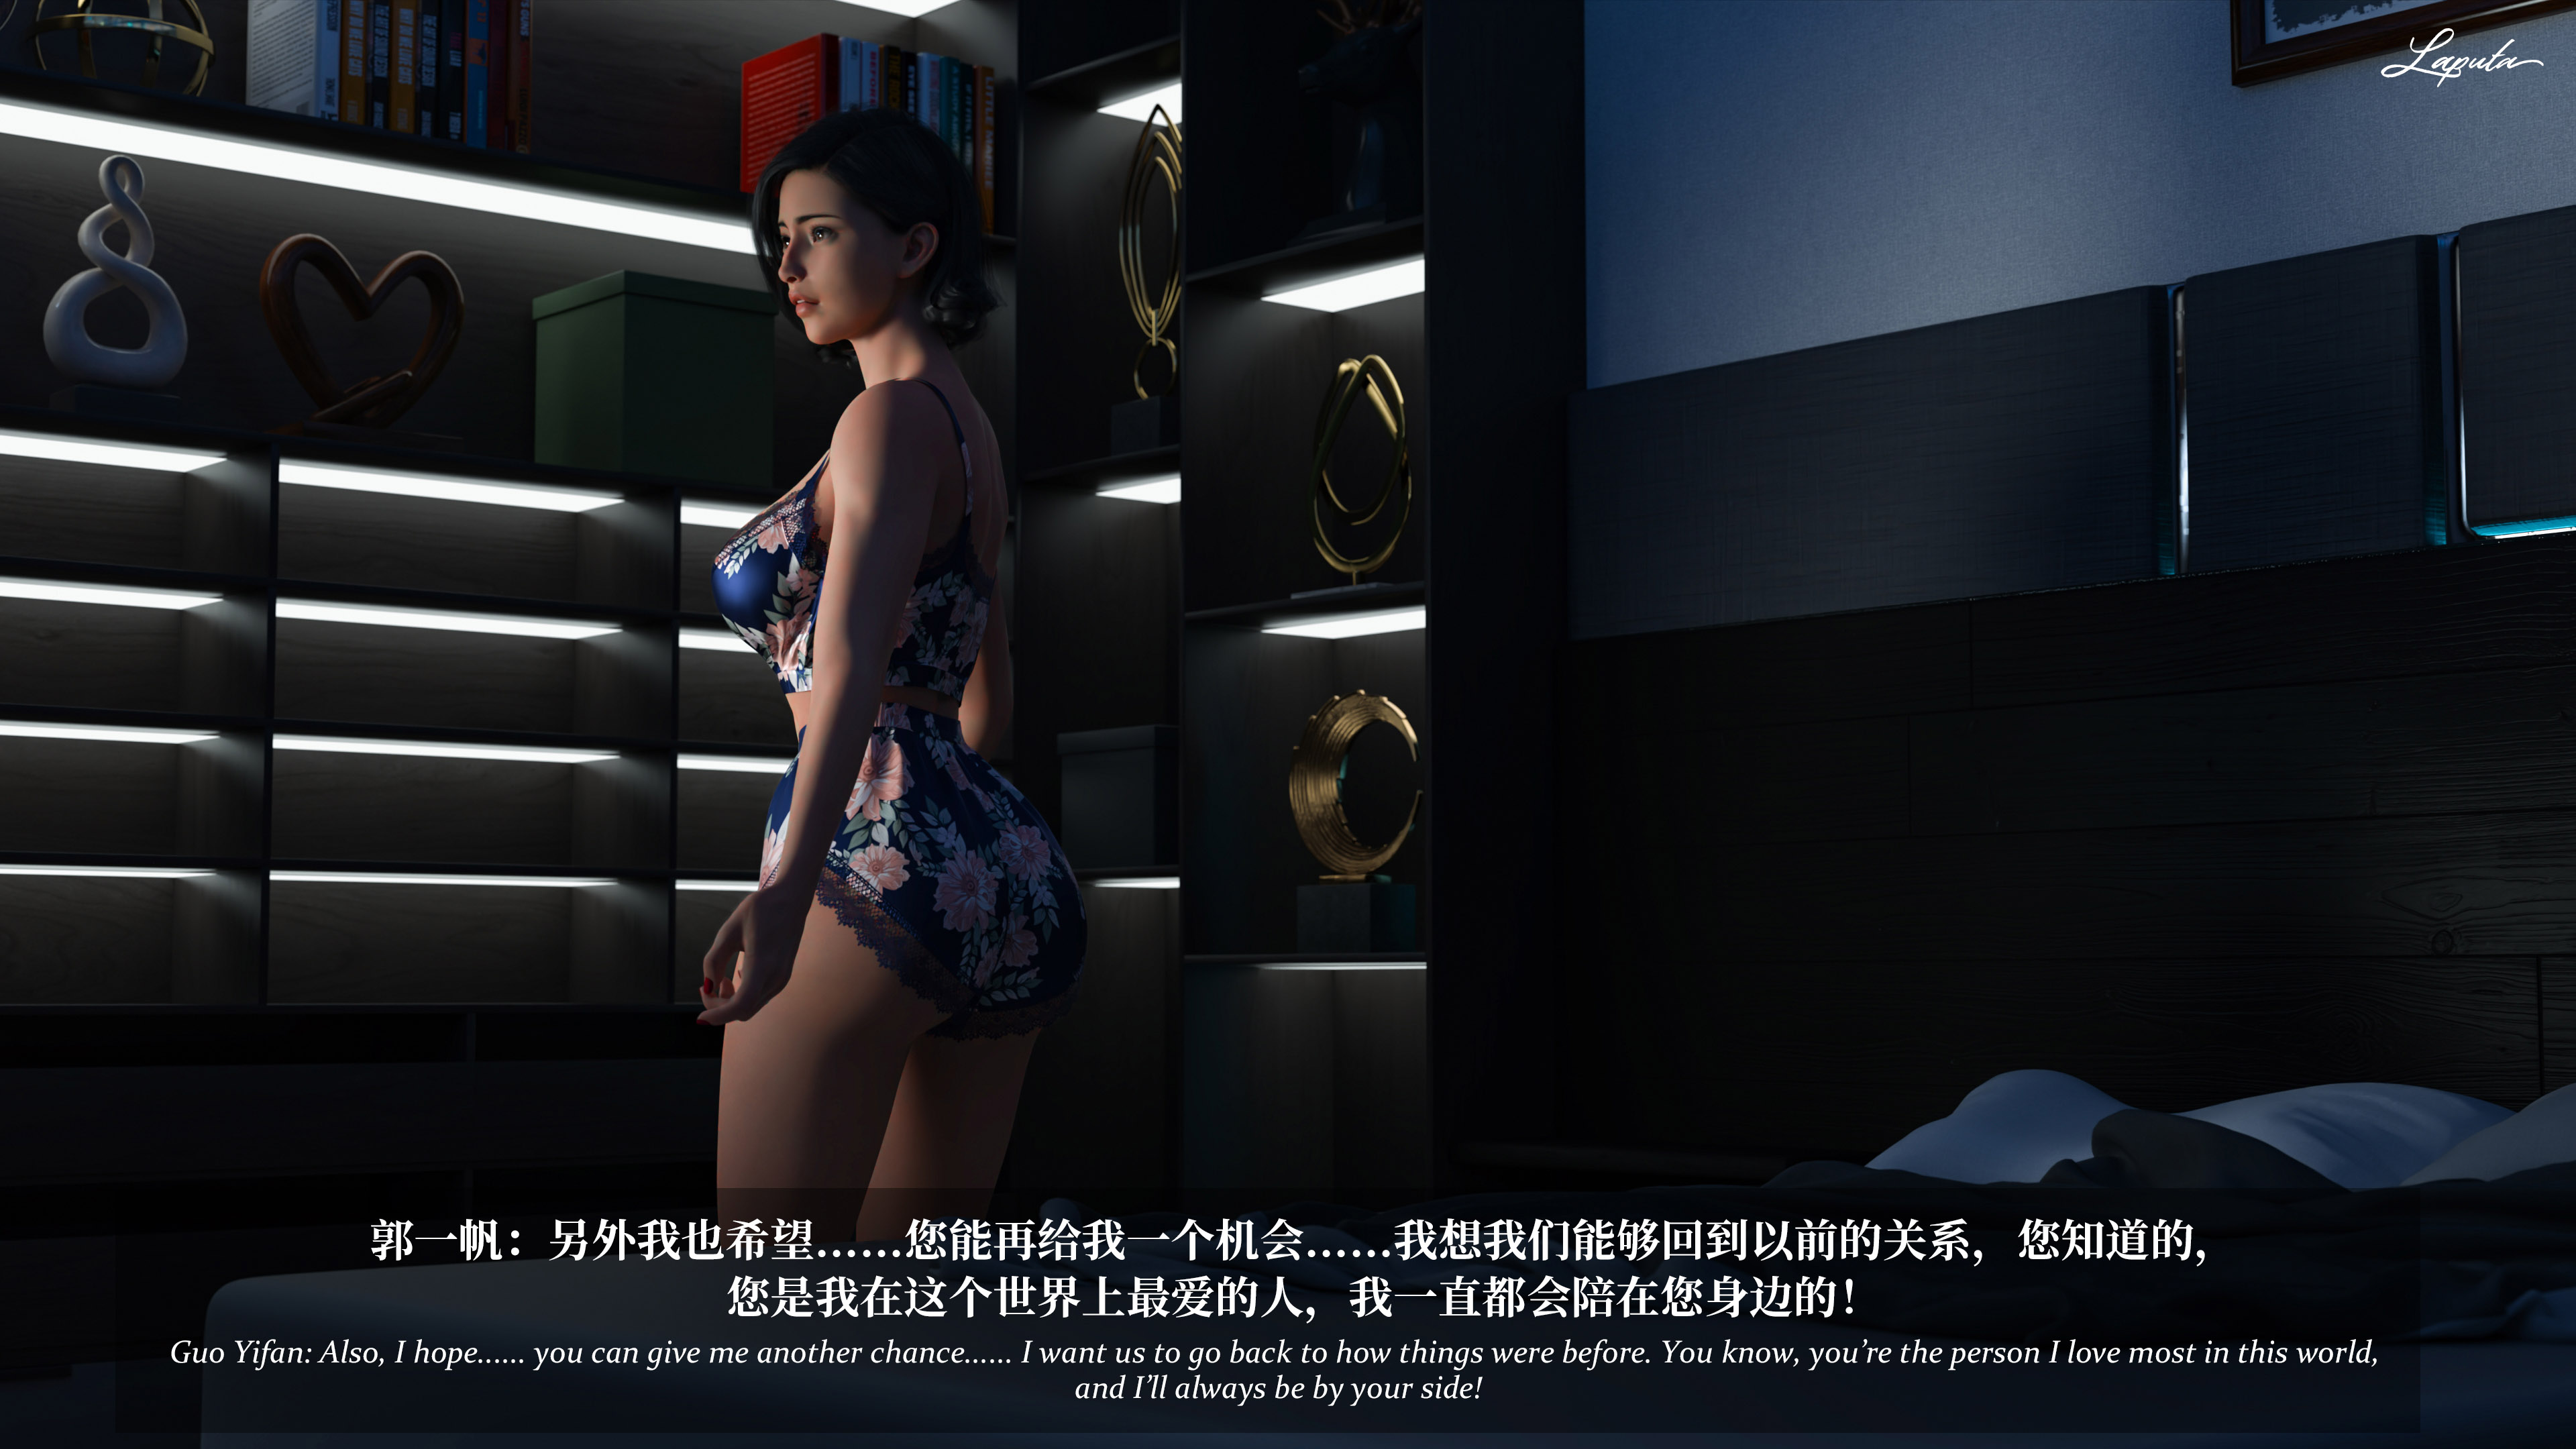 Laputa
郭一帆：另外我也希望……您能再给我一个机会……我想我们能够回到以前的关系，您知道的，
您是我在这个世界上最爱的人，我一直都会陪在您身边的！
Guo Yifan: Also, I hope...... you can give me another chance...... I want us to go back to how things were before. You know, you’re the person I love most in this world,
and I’ll always be by your side!